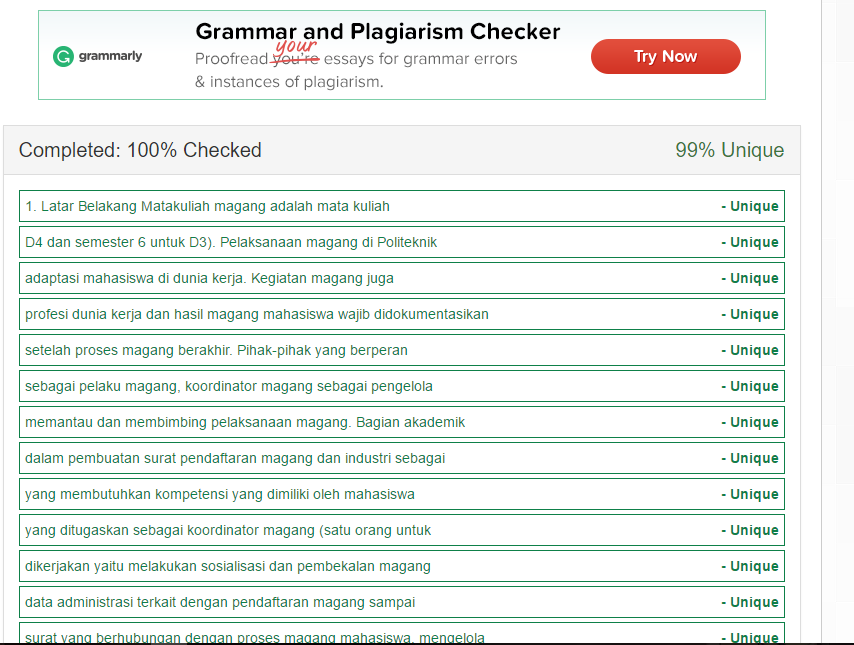 Grammar and Plagiarism Checker
your
grammarly
Proofread you're essays for grammar errors
& instances of plagiarism.
Try Now
Completed: 100% Checked
99% Unique
1. Latar Belakang Matakuliah magang adalah mata kuliah - Unique
D4 dan semester 6 untuk D3). Pelaksanaan magang di Politeknik - Unique
adaptasi mahasiswa di dunia kerja. Kegiatan magang juga - Unique
profesi dunia kerja dan hasil magang mahasiswa wajib didokumentasikan - Unique
setelah proses magang berakhir. Pihak-pihak yang berperan - Unique
sebagai pelaku magang, koordinator magang sebagai pengelola - Unique
memantau dan membimbing pelaksanaan magang. Bagian akademik - Unique
dalam pembuatan surat pendaftaran magang dan industri sebagai - Unique
yang membutuhkan kompetensi yang dimiliki oleh mahasiswa - Unique
yang ditugaskan sebagai koordinator magang (satu orang untuk - Unique
dikerjakan yaitu melakukan sosialisasi dan pembekalan magang - Unique
data administrasi terkait dengan pendaftaran magang sampai - Unique
surat yang berhubungan dengan proses magang mahasiswa, mengelola - Unique